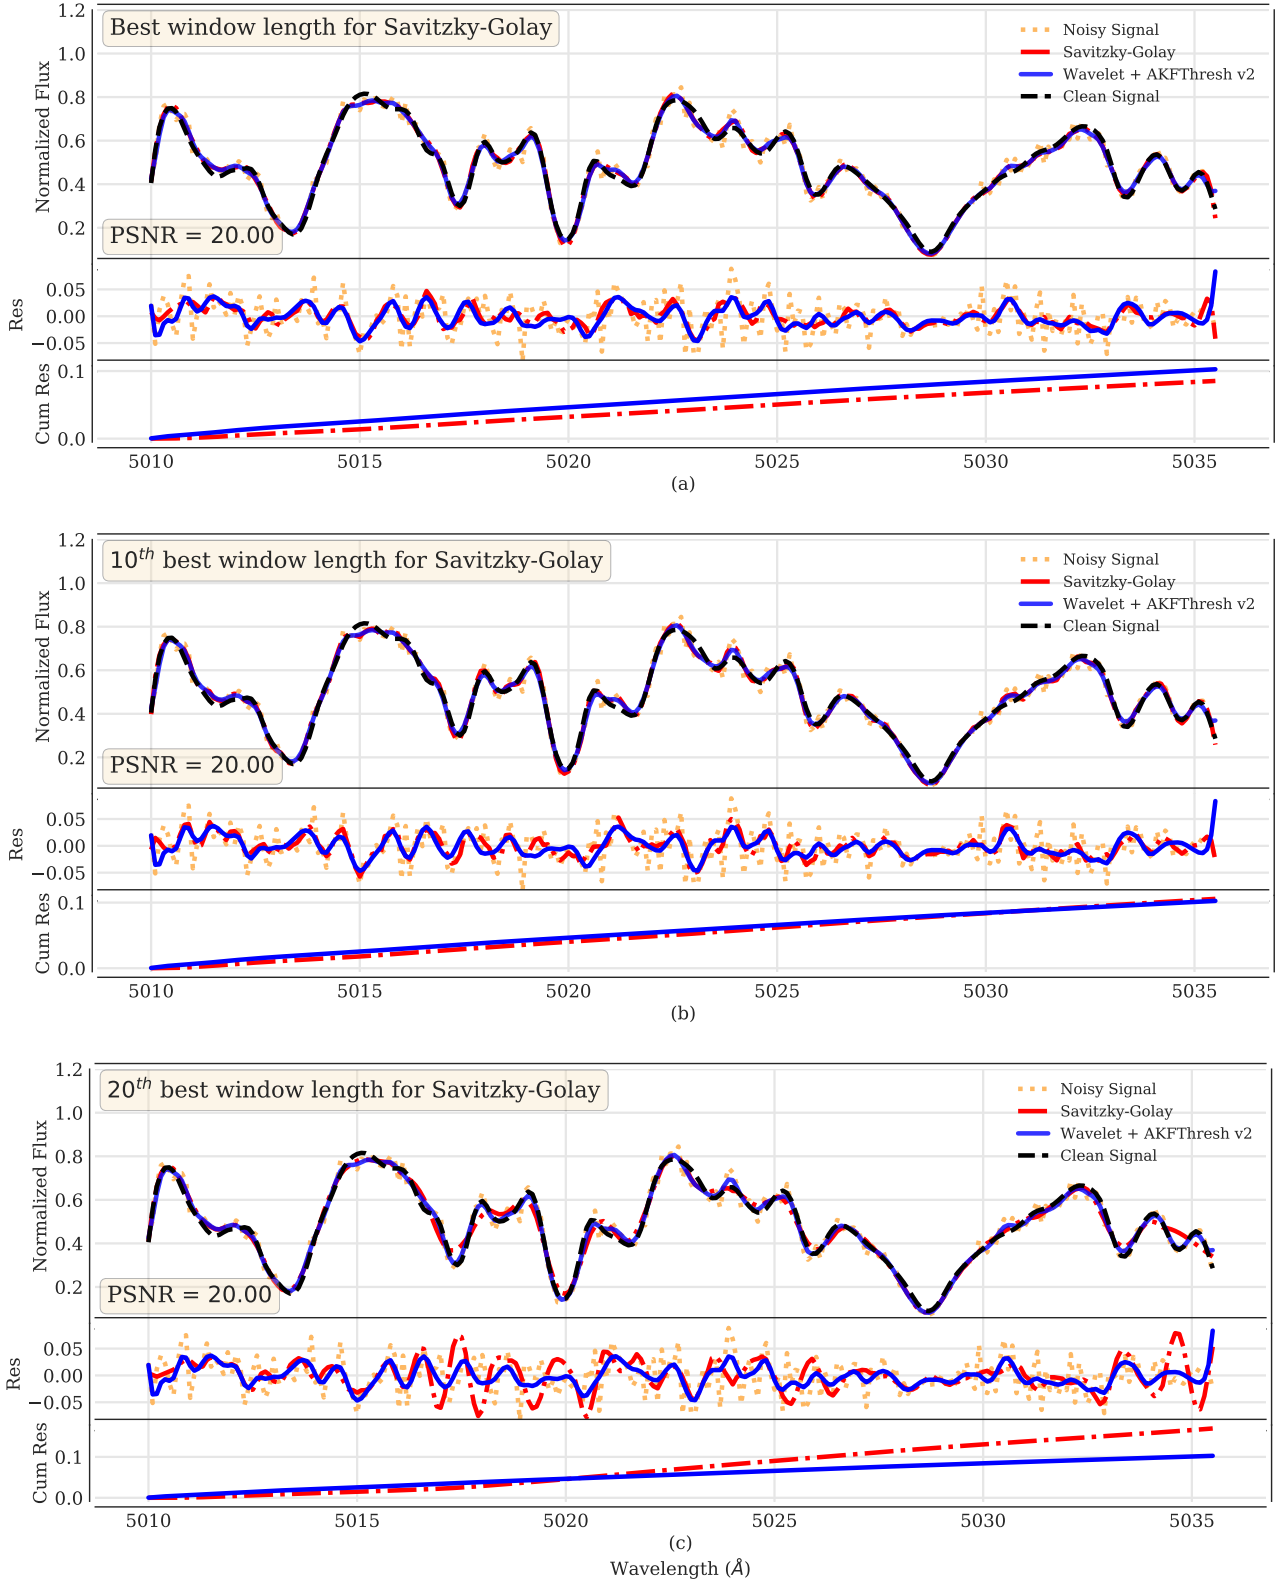 Best window length for Savitzky-Golay
Noisy Signal
Savitzky-Golay
Wavelet + AKFThresh v2
Clean Signal
PSNR = 20.00
Normalized Flux
1.2
1.0
0.8
0.6
0.4
0.2
Res
0.05
0.00
−0.05
Cum Res
0.1
0.0
5010 5015 5020 5025 5030 5035
(a)
10th best window length for Savitzky-Golay
Noisy Signal
Savitzky-Golay
Wavelet + AKFThresh v2
Clean Signal
PSNR = 20.00
Normalized Flux
1.2
1.0
0.8
0.6
0.4
0.2
Res
0.05
0.00
−0.05
Cum Res
0.1
0.0
5010 5015 5020 5025 5030 5035
(b)
20th best window length for Savitzky-Golay
Noisy Signal
Savitzky-Golay
Wavelet + AKFThresh v2
Clean Signal
PSNR = 20.00
Normalized Flux
1.2
1.0
0.8
0.6
0.4
0.2
Res
0.05
0.00
−0.05
Cum Res
0.1
0.0
5010 5015 5020 5025 5030 5035
(c)
Wavelength (Å)